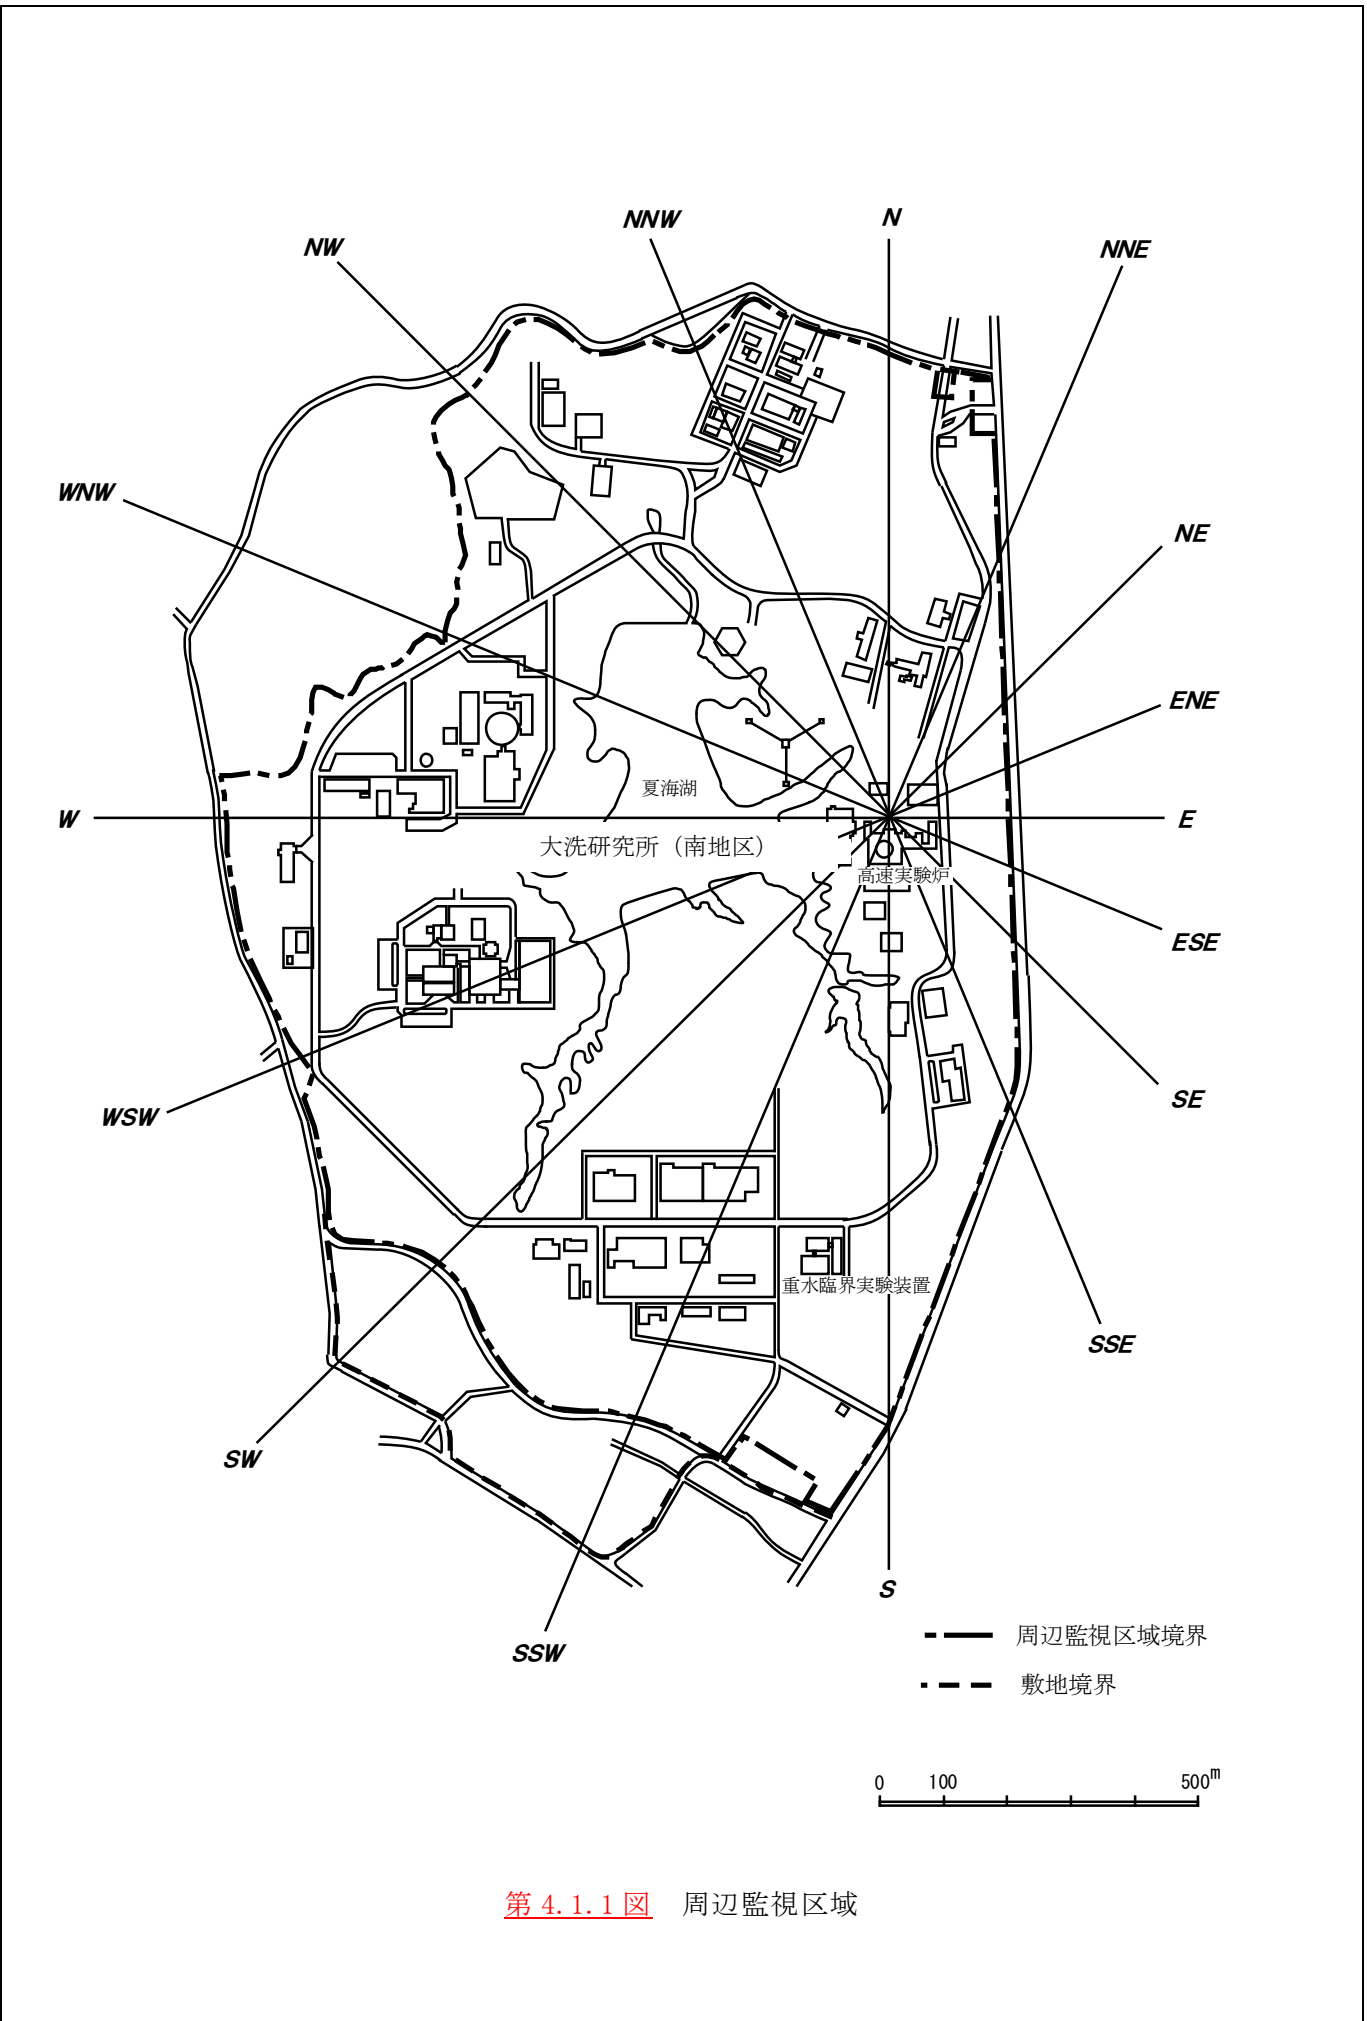 N
NNW
NNE
NW
WNW
NE
ENE
夏海湖
W
E
大洗研究所（南地区）
高速実験炉
ESE
SE
WSW
重水臨界実験装置
SSE
SW
S
SSW
周辺監視区域境界
敷地境界
0 100 500m
第 4.1.1 図 周辺監視区域